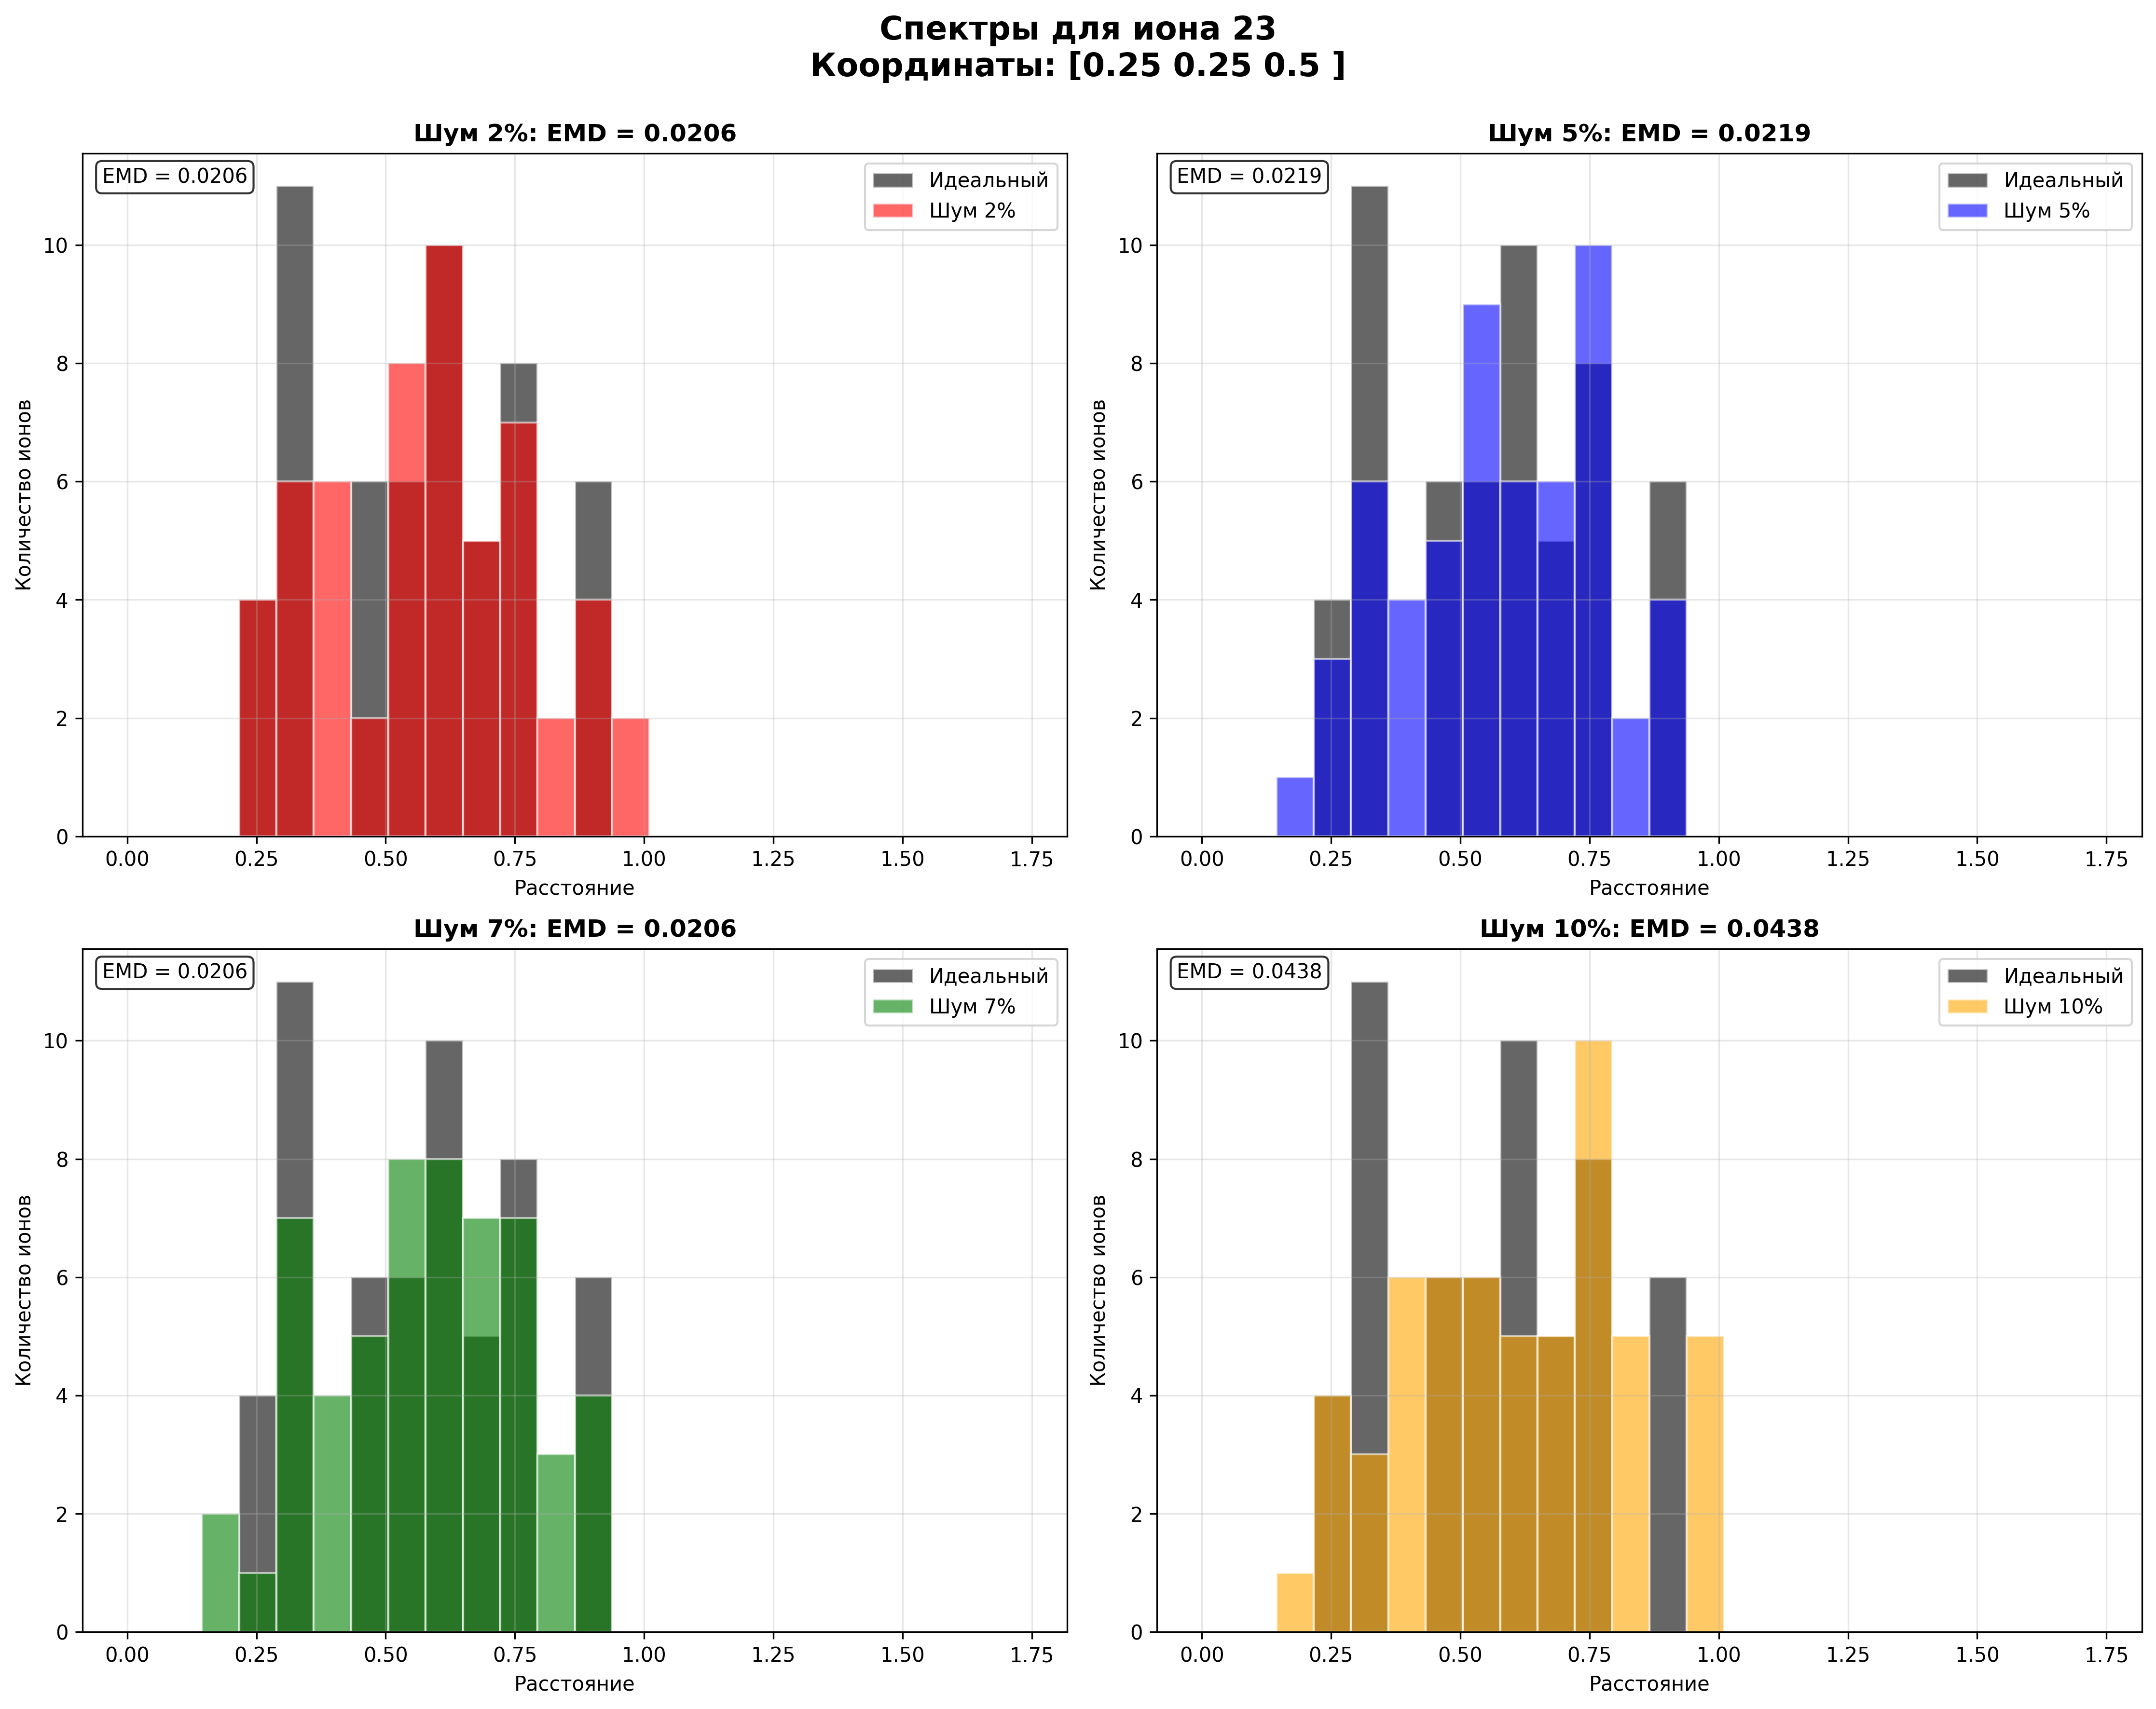 Спектры для иона 23
Координаты: [0.25 0.25 0.5 ]
Шум 2%: EMD = 0.0206
EMD = 0.0206
Идеальный
Шум 2%
Количество ионов
10
8
6
4
2
0
0.00 0.25 0.50 0.75 1.00 1.25 1.50 1.75
Расстояние
Шум 5%: EMD = 0.0219
EMD = 0.0219
Идеальный
Шум 5%
Количество ионов
10
8
6
4
2
0
0.00 0.25 0.50 0.75 1.00 1.25 1.50 1.75
Расстояние
Шум 7%: EMD = 0.0206
EMD = 0.0206
Идеальный
Шум 7%
Количество ионов
10
8
6
4
2
0
0.00 0.25 0.50 0.75 1.00 1.25 1.50 1.75
Расстояние
Шум 10%: EMD = 0.0438
EMD = 0.0438
Идеальный
Шум 10%
Количество ионов
10
8
6
4
2
0
0.00 0.25 0.50 0.75 1.00 1.25 1.50 1.75
Расстояние